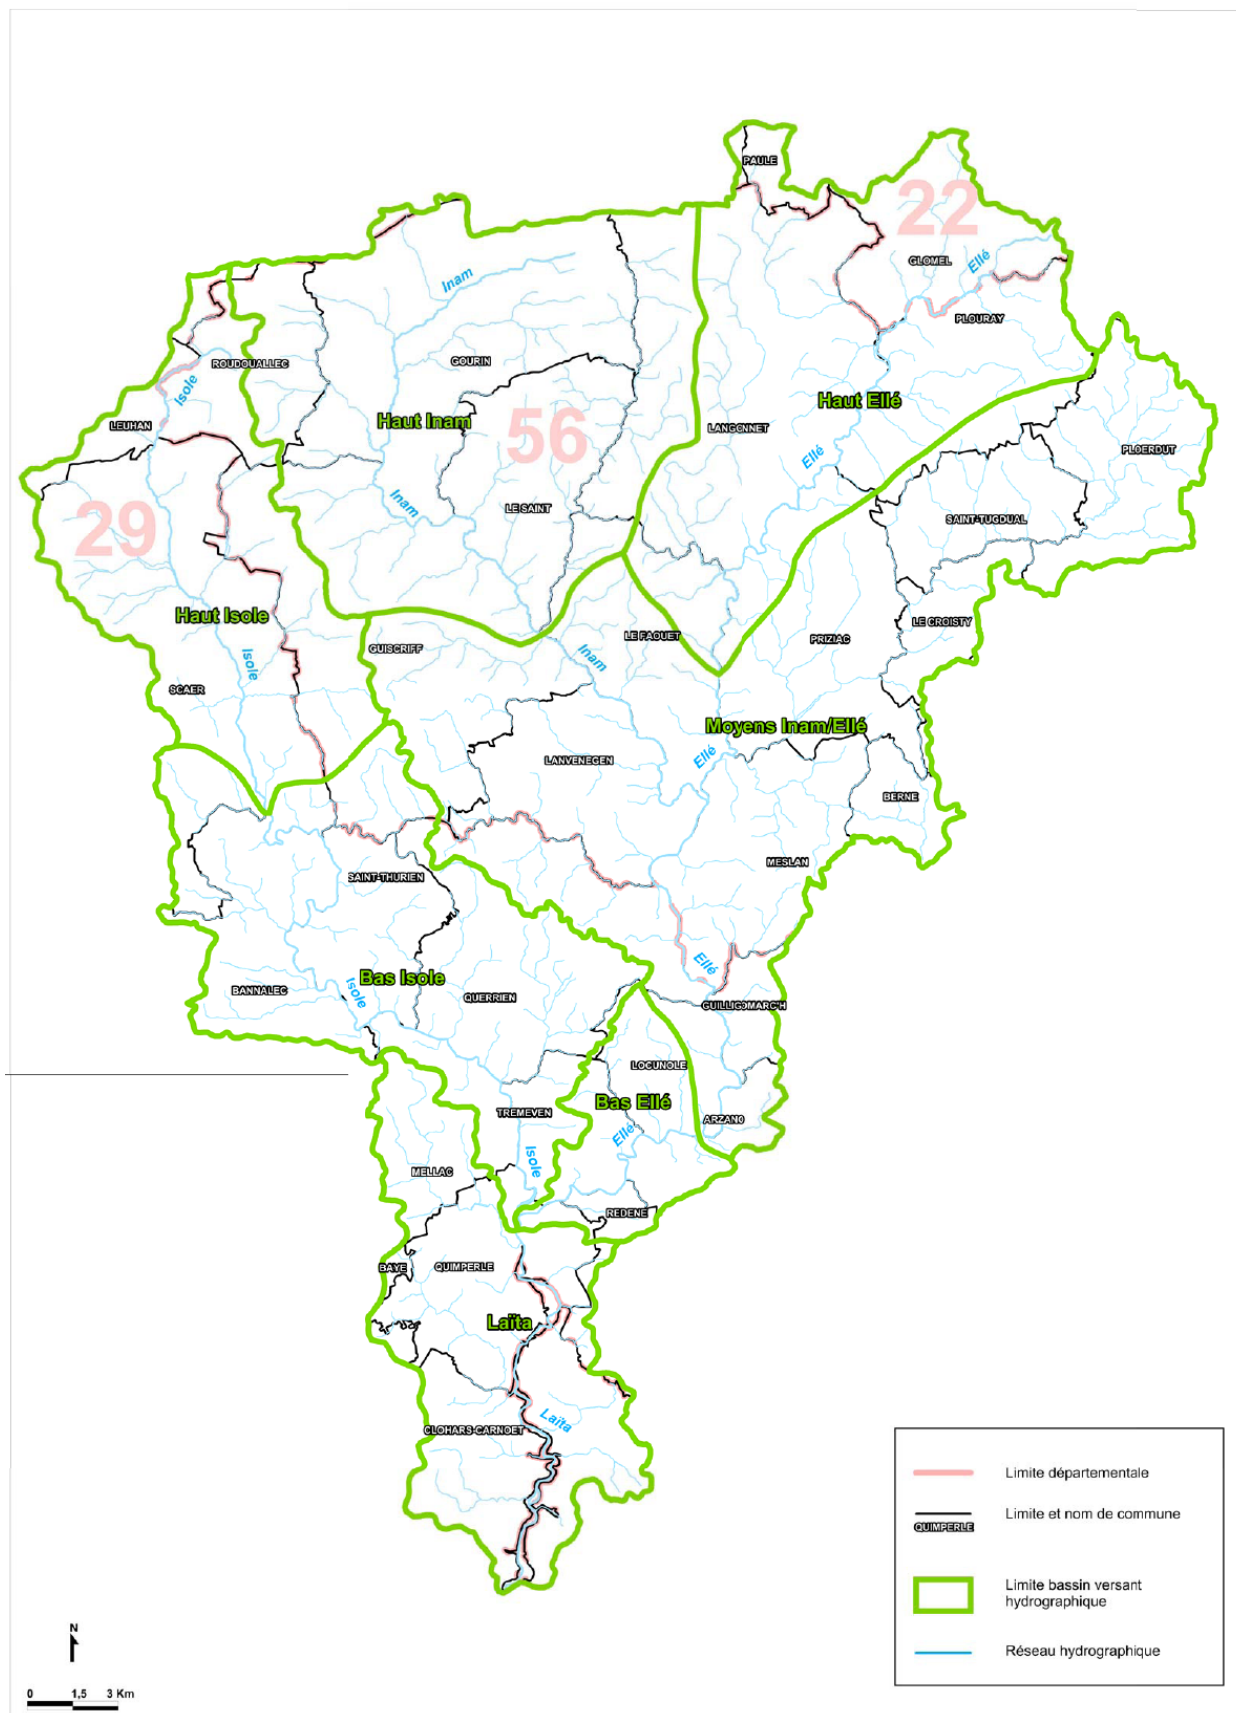 PAULE
22
GLOMEL
Ellé
PLOURAY
Inam
GOURIN
ROUDOUALLEC
Isole
Haut Inam
Haut Ellé
LEUHAN
56
LANGONNET
Ellé
PLOERDUT
Inam
LE SAINT
SAINT-TUGDUAL
29
Haut Isole
LE CROISTY
LE FAOUET
PRIZIAC
GUISCRIFF
Inam
Isole
SCAER
Moyens Inam/Ellé
LANVENEGEN
Ellé
BERNE
MESLAN
SAINT-THURIEN
Ellé
Bas Isole
BANNALEC
Isole
QUERRIEN
GUILLIGOMARC'H
LOCUNOLE
Bas Ellé
TREMEVEN
ARZANO
Ellé
Isole
MELLAC
REDENE
BAYE
QUIMPERLE
Laïta
Laïta
CLOHARS-CARNOET
Limite départementale
Limite et nom de commune
QUIMPERLE
Limite bassin versant
hydrographique
Réseau hydrographique
N
0 1,5 3 Km